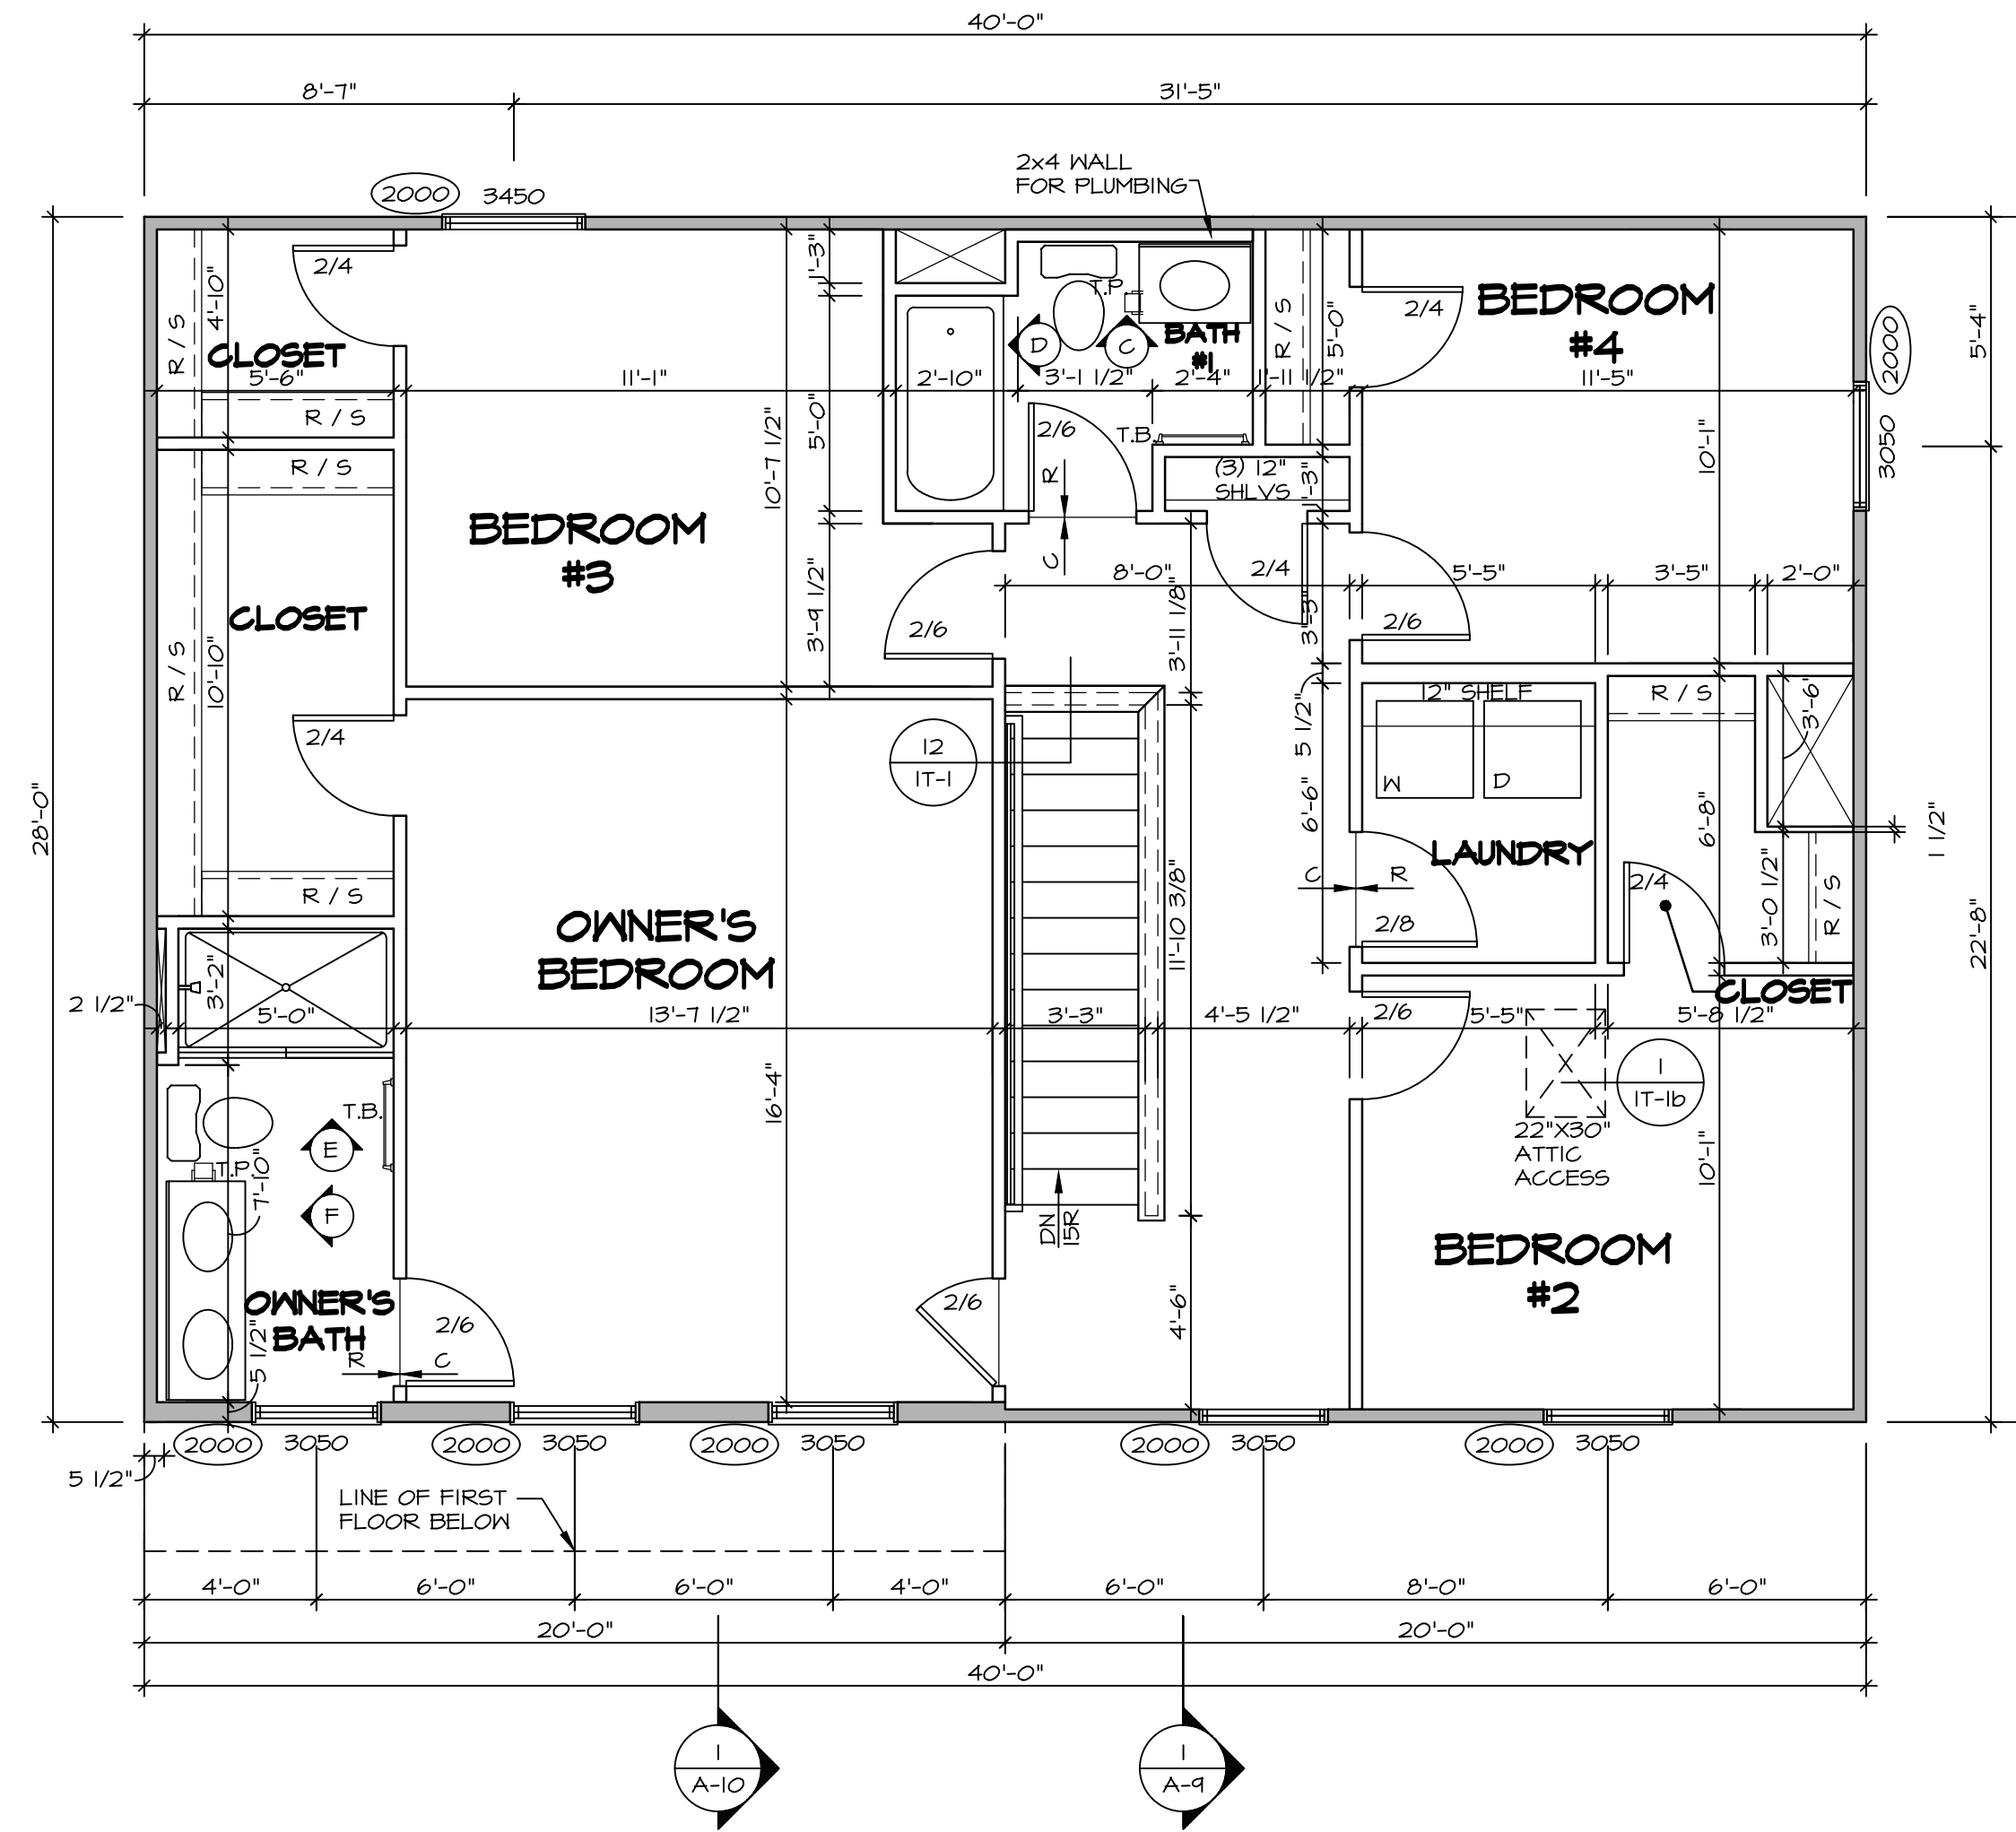 40'-0"
8'-7"
31'-5"
2x4 WALL
FOR PLUMBING
2000
3450
2/4
4'-10"
R / S
CLOSET
5'-6"
R / S
11'-1"
1'-3"
10'-7 1/2"
5'-0"
2'-10"
T.P.
D
C
BATH
#1
3'-1 1/2"
2'-4"
1'-11 1/2"
R / S
5'-0"
2/4
BEDROOM
#4
11'-5"
2000
3050
5'-4"
R / S
2/6
T.B.
R
C
(3) 12"
SHLVS
1'-3"
10'-1"
BEDROOM
#3
CLOSET
R / S
10'-10"
3'-9 1/2"
2/6
8'-0"
3'-11 1/8"
2/4
3'-3"
2/6
5'-5"
3'-5"
2'-0"
2/4
12
1T-1
5 1/2"
12" SHELF
R / S
3'-6"
W
D
28'-0"
6'-6"
6'-8"
1 1/2"
LAUNDRY
C
R
2/8
2/4
3'-0 1/2"
R / S
22'-8"
R / S
OWNER'S
BEDROOM
11'-10 3/8"
2 1/2"
3'-2"
5'-0"
13'-7 1/2"
3'-3"
4'-5 1/2"
2/6
5'-5"
CLOSET
5'-8 1/2"
16'-4"
T.B.
E
T.P.
7'-10"
F
1
1T-1b
22"X30"
ATTIC
ACCESS
10'-1"
DN
15R
BEDROOM
#2
OWNER'S
BATH
5 1/2"
R
C
2/6
2/6
4'-6"
2000
3050
2000
3050
2000
3050
2000
3050
2000
3050
5 1/2"
LINE OF FIRST
FLOOR BELOW
4'-0"
6'-0"
6'-0"
4'-0"
6'-0"
8'-0"
6'-0"
20'-0"
20'-0"
40'-0"
1
A-10
1
A-9